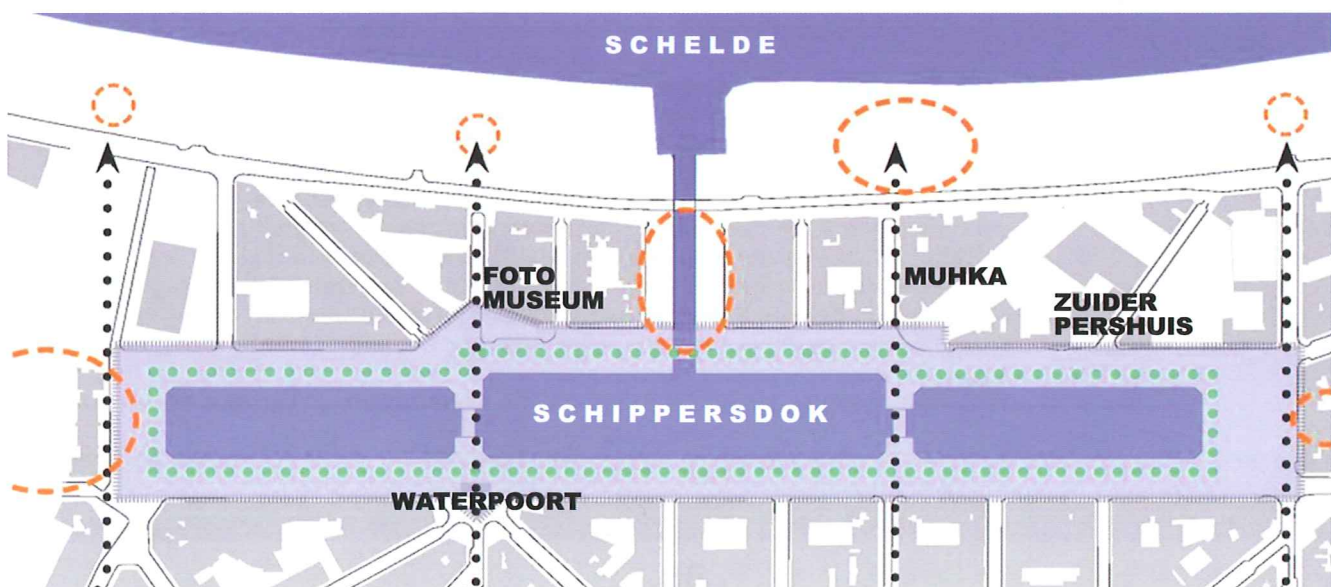 SCHELDE
FOTO
MUSEUM
MUHKA
ZUIDER
PERSHUIS
SCHIPPERSDOK
WATERPOORT